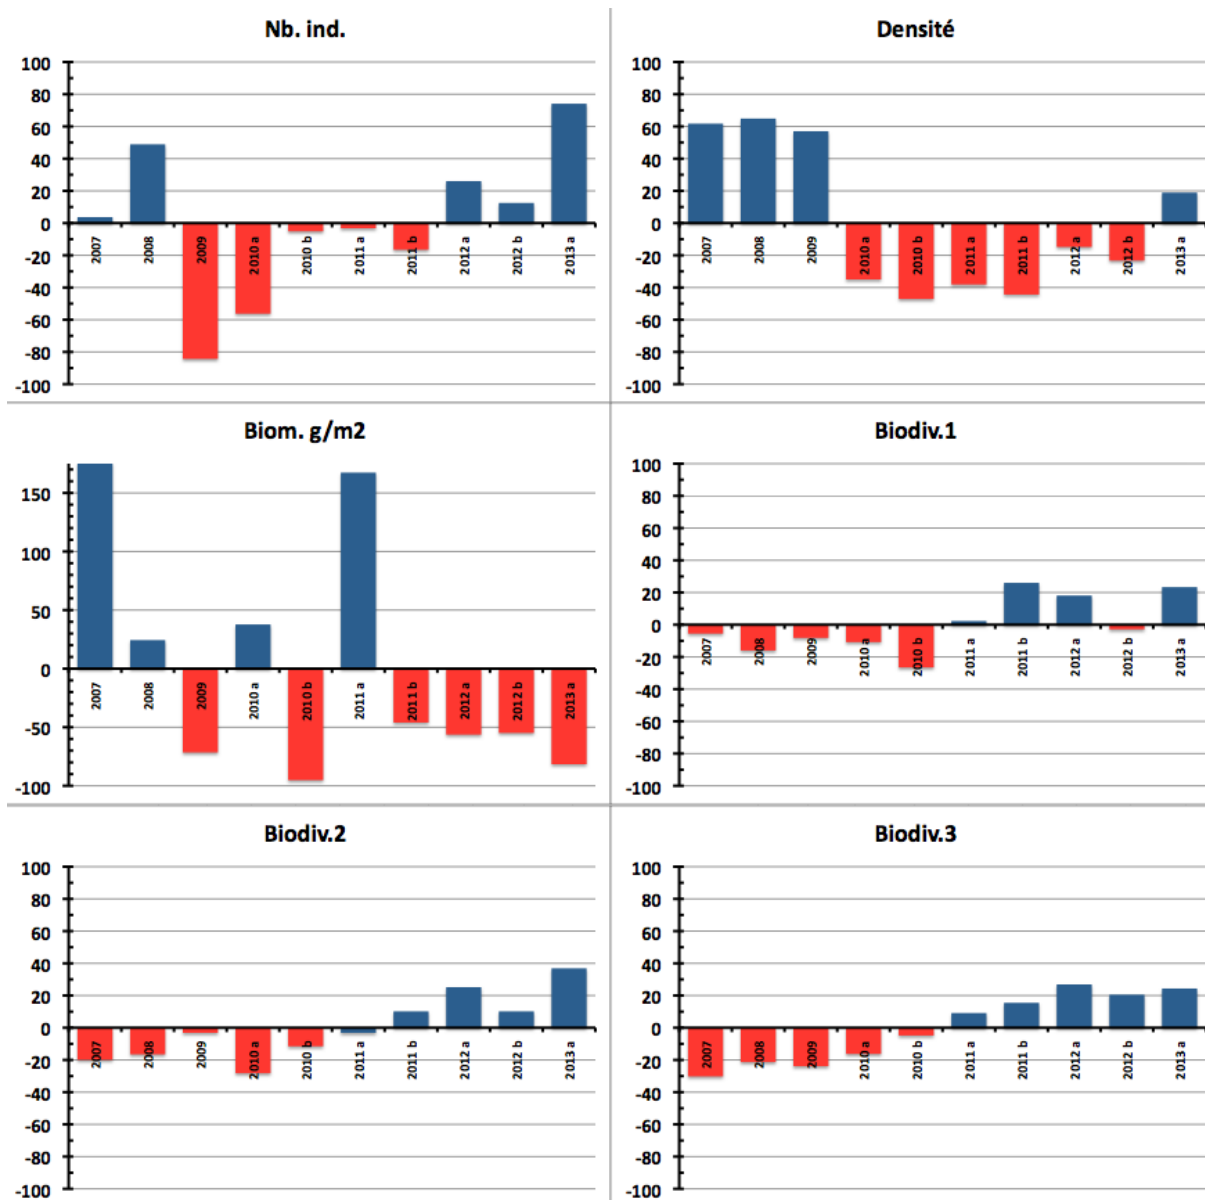 Nb. ind.
100
80
60
40
20
0
-20
-40
-60
-80
-100
2007
2008
2009
2010 a
2010 b
2011 a
2011 b
2012 a
2012 b
2013 a
Densité
100
80
60
40
20
0
-20
-40
-60
-80
-100
2007
2008
2009
2010 a
2010 b
2011 a
2011 b
2012 a
2012 b
2013 a
Biom. g/m2
150
100
50
0
-50
-100
2007
2008
2009
2010 a
2010 b
2011 a
2011 b
2012 a
2012 b
2013 a
Biodiv.1
100
80
60
40
20
0
-20
-40
-60
-80
-100
2007
2008
2009
2010 a
2010 b
2011 a
2011 b
2012 a
2012 b
2013 a
Biodiv.2
100
80
60
40
20
0
-20
-40
-60
-80
-100
2007
2008
2009
2010 a
2010 b
2011 a
2011 b
2012 a
2012 b
2013 a
Biodiv.3
100
80
60
40
20
0
-20
-40
-60
-80
-100
2007
2008
2009
2010 a
2010 b
2011 a
2011 b
2012 a
2012 b
2013 a